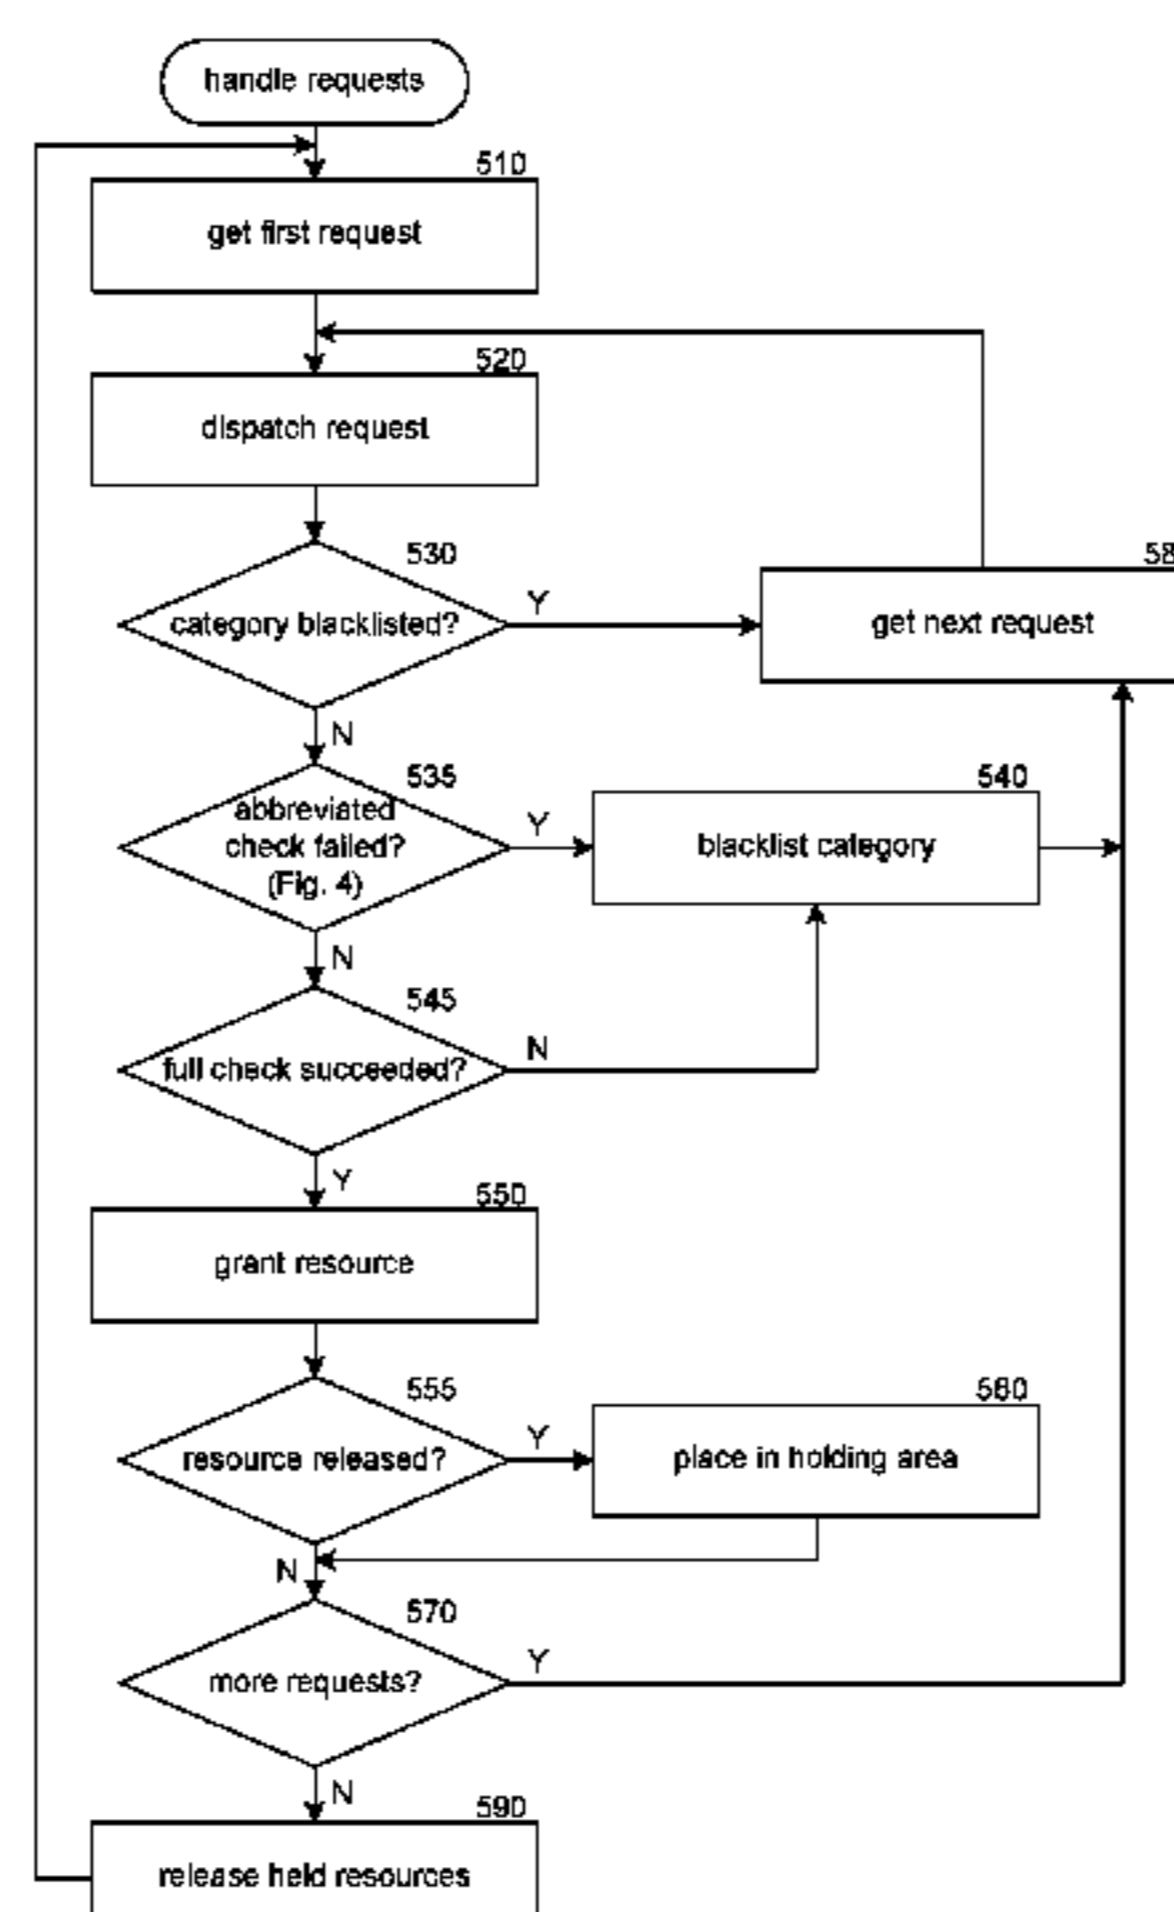 handle requests
510
get first request
520
dispatch request
530
category blacklisted?
Y
58
get next request
N
535
abbreviated
check failed?
(Fig. 4)
Y
540
blacklist category
N
545
full check succeeded?
N
Y
550
grant resource
555
resource released?
Y
560
place in holding area
N
570
more requests?
Y
N
590
release held resources